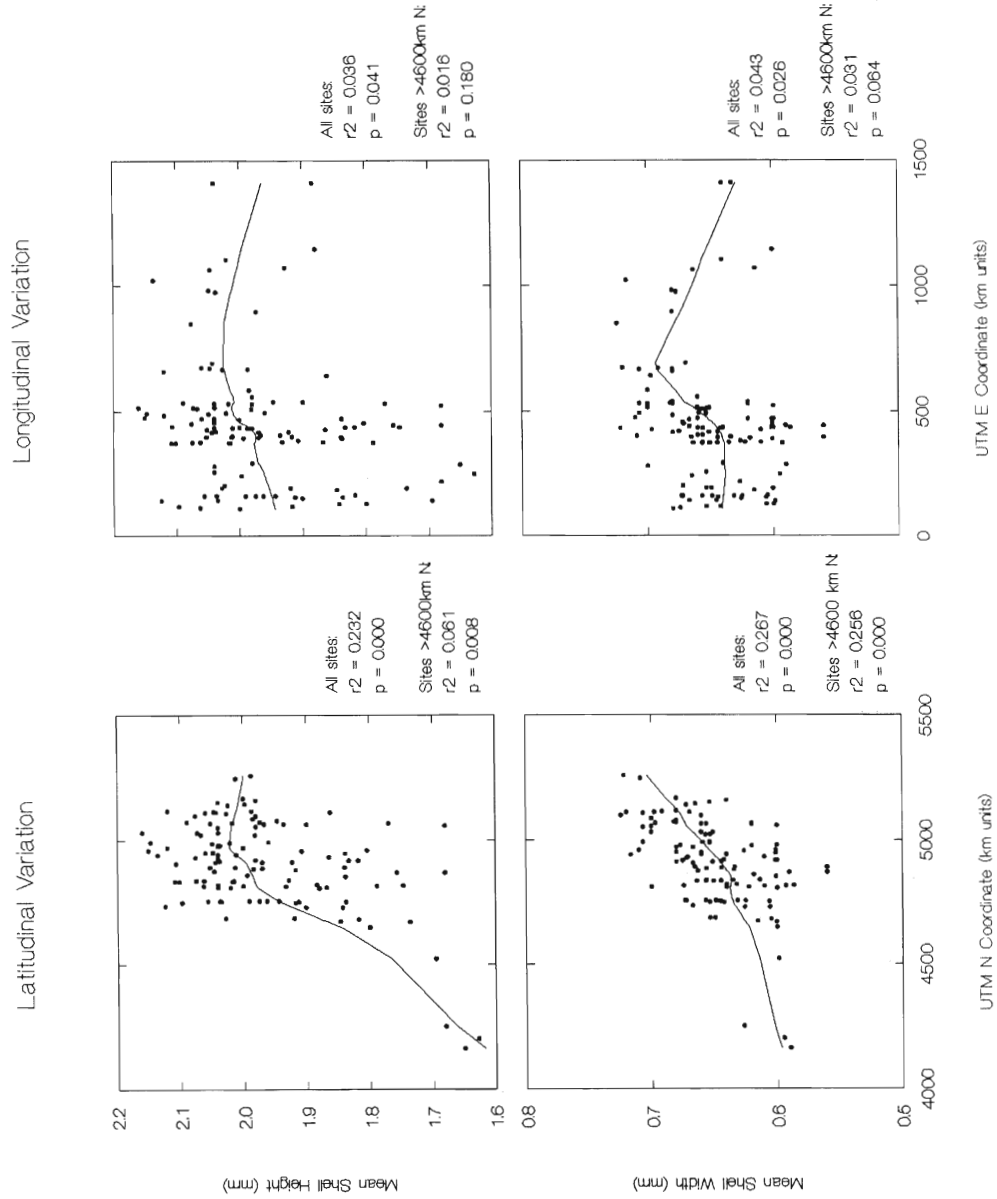 Latitudinal Variation
Longitudinal Variation
Mean Shell Height (mm)
2.2
2.1
2.0
1.9
1.8
1.7
1.6
All sites:
r2 = 0.232
p = 0.000
Sites >4600km N:
r2 = 0.061
p = 0.008
All sites:
r2 = 0.036
p = 0.041
Sites >4600km N:
r2 = 0.016
p = 0.180
Mean Shell Width (mm)
0.8
0.7
0.6
0.5
4000
4500
5000
5500
UTM N Coordinate (km units)
All sites:
r2 = 0.267
p = 0.000
Sites >4600 km N:
r2 = 0.256
p = 0.000
0
500
1000
1500
UTM E Coordinate (km units)
All sites:
r2 = 0.043
p = 0.026
Sites >4600km N:
r2 = 0.031
p = 0.064